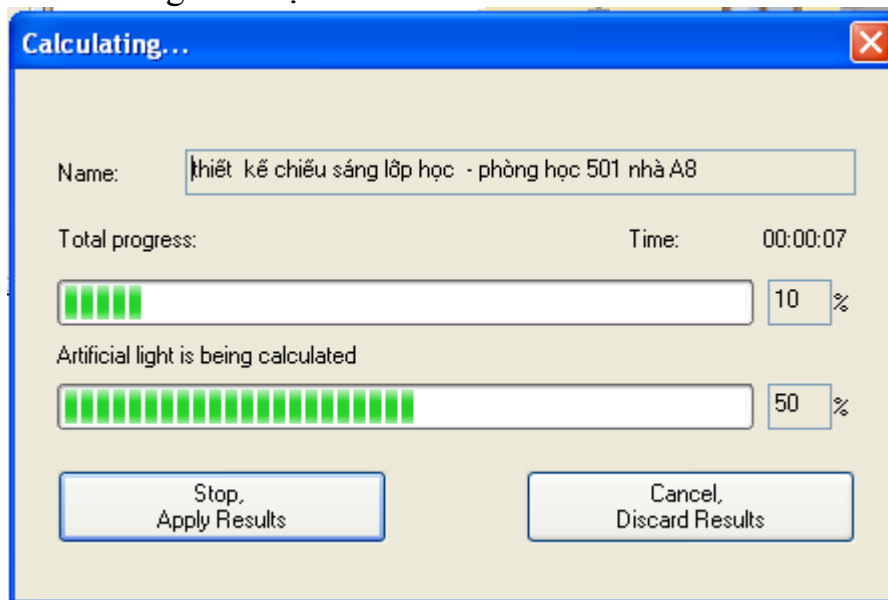 Calculating...
Name: thiết kế chiếu sáng lớp học - phòng học 501 nhà A8
Total progress: Time: 00:00:07
10 %
Artificial light is being calculated
50 %
Stop, Cancel,
Apply Results Discard Results